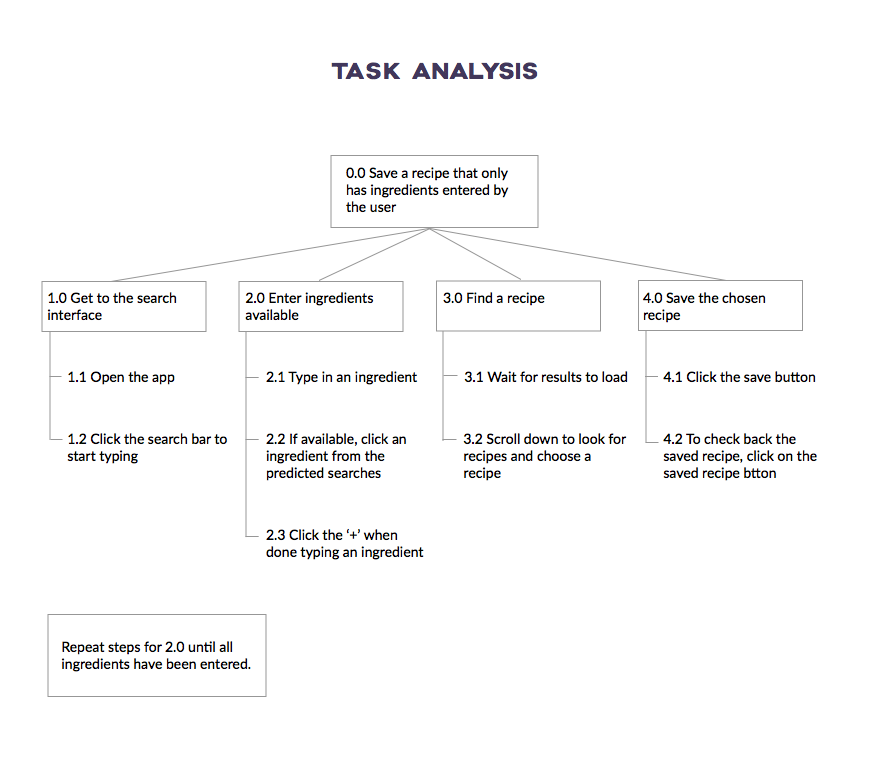 TASK ANALYSIS
0.0 Save a recipe that only
has ingredients entered by
the user
1.0 Get to the search
interface
1.1 Open the app
1.2 Click the search bar to
start typing
2.0 Enter ingredients
available
2.1 Type in an ingredient
2.2 If available, click an
ingredient from the
predicted searches
2.3 Click the ‘+’ when
done typing an ingredient
3.0 Find a recipe
3.1 Wait for results to load
3.2 Scroll down to look for
recipes and choose a
recipe
4.0 Save the chosen
recipe
4.1 Click the save button
4.2 To check back the
saved recipe, click on the
saved recipe btton
Repeat steps for 2.0 until all
ingredients have been entered.